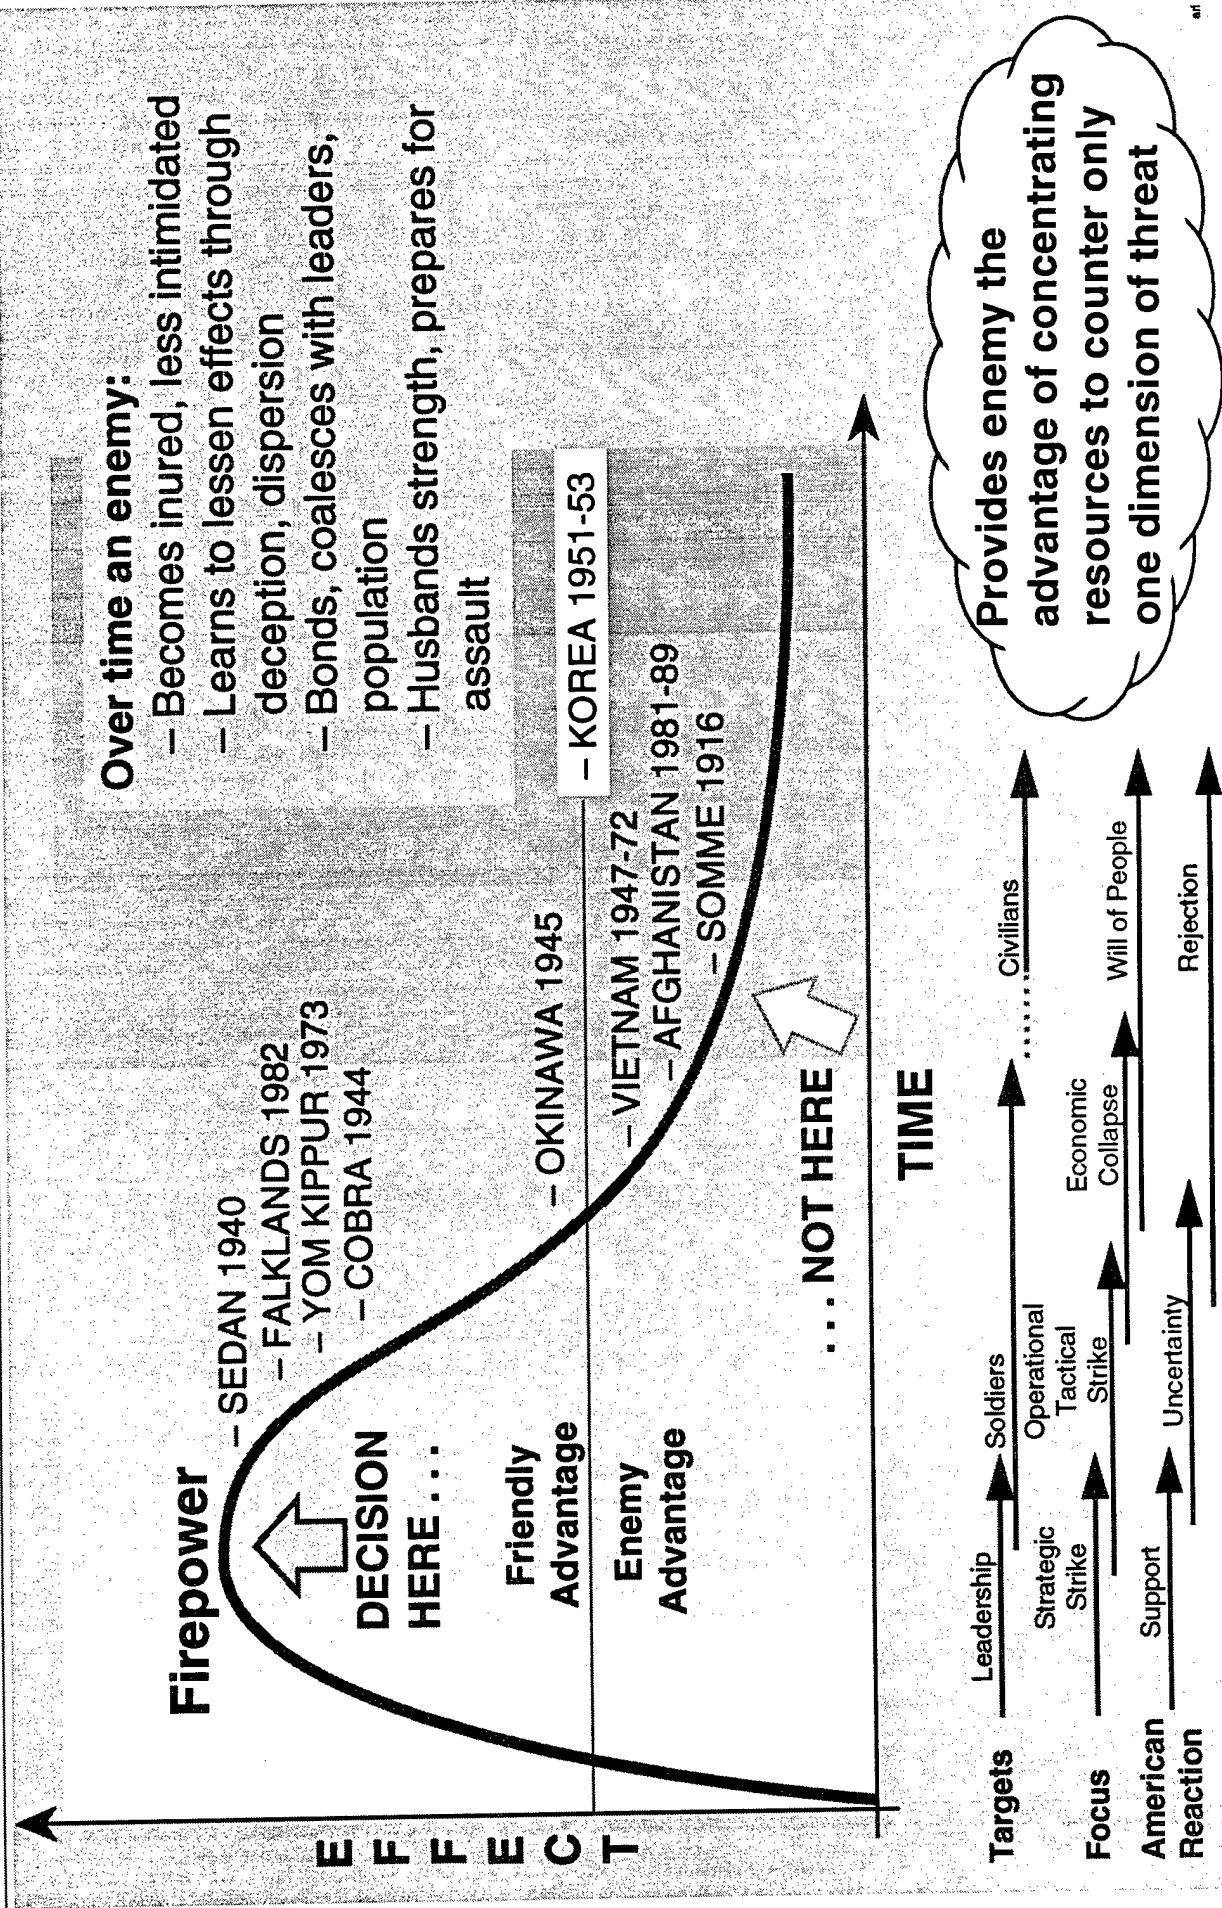 Firepower
Over time an enemy:
– Becomes inured, less intimidated
– Learns to lessen effects through
deception, dispersion
– Bonds, coalesces with leaders,
population
– Husbands strength, prepares for
assault
– SEDAN 1940
– FALKLANDS 1982
– YOM KIPPUR 1973
– COBRA 1944
DECISION
HERE....
– OKINAWA 1945
– KOREA 1951-53
– VIETNAM 1947-72
– AFGHANISTAN 1981-89
– SOMME 1916
E
F
F
E
C
T
Friendly
Advantage
Enemy
Advantage
...NOT HERE
TIME
Targets
Leadership
Soldiers
Civilians
Focus
Strategic
Strike
Operational
Tactical
Strike
Economic
Collapse
Will of People
American
Reaction
Support
Uncertainty
Rejection
Provides enemy the
advantage of concentrating
resources to counter only
one dimension of threat